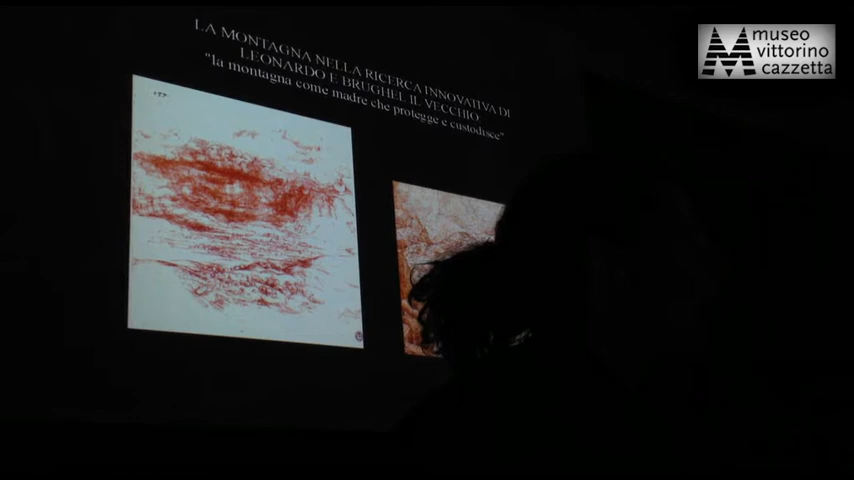 LA MONTAGNA NELLA RICERCA INNOVATIVA DI
LEONARDO E BRUGHEL IL VECCHIO
"la montagna come madre che protegge e custodisce"
museo
vittorino
cazzetta